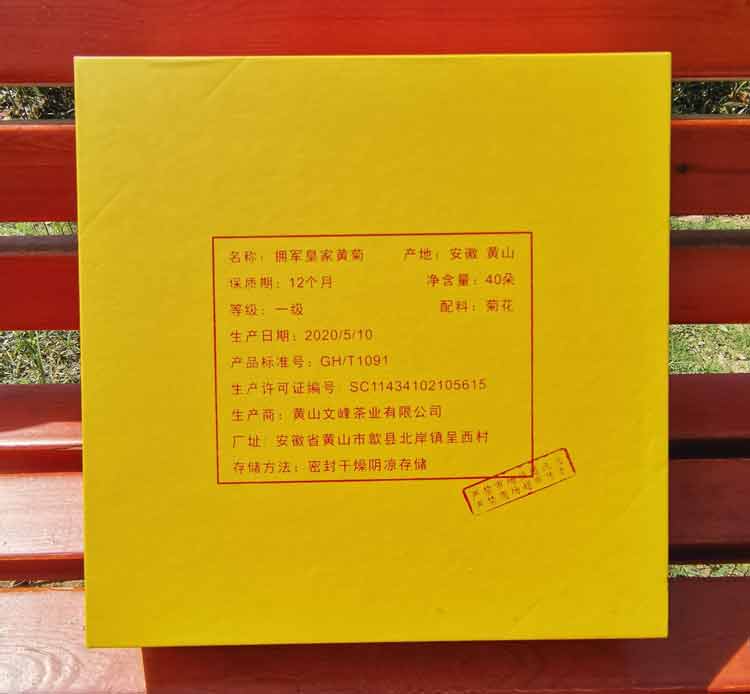 名称：拥军皇家黄菊 产地：安徽 黄山
保质期：12个月 净含量：40朵
等级：一级 配料：菊花
生产日期：2020/5/10
产品标准号：GH/T1091
生产许可证编号：SC11434102105615
生产商：黄山文峰茶业有限公司
厂址：安徽省黄山市歙县北岸镇呈西村
存储方法：密封干燥阴凉存储